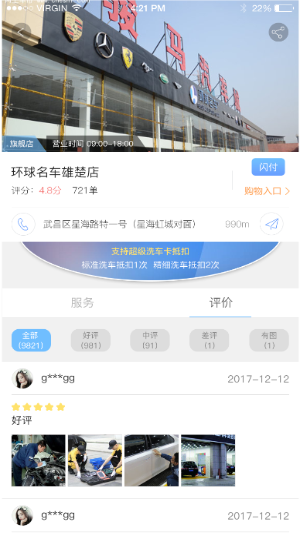 VIRGIN
4:21 PM
22%
旗舰店
营业时间 09:00-18:00
环球名车雄楚店
闪付
评分：4.8分 721单
购物入口
武昌区星海路特一号（星海虹城对面）
990m
支持超级洗车卡抵扣
标准洗车抵扣1次 精细洗车抵扣2次
服务
评价
全部
(9821)
好评
(981)
中评
(91)
差评
(1)
有图
(1)
g***gg
2017-12-12
好评
g***gg
2017-12-12